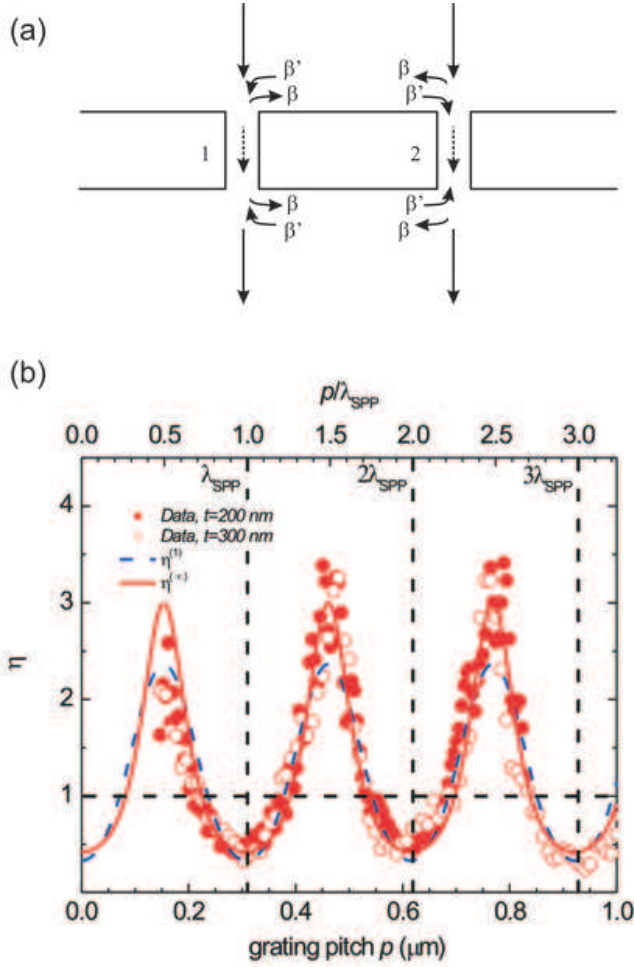 (a)
β' β
β β'
1 2
β β'
β' β
(b)
p/λSPP
0.0 0.5 1.0 1.5 2.0 2.5 3.0
λSPP 2λSPP 3λSPP
4
Data, t=200 nm
Data, t=300 nm
η(1)
η(∞)
3
η
2
1
0.0 0.2 0.4 0.6 0.8 1.0
grating pitch p (μm)